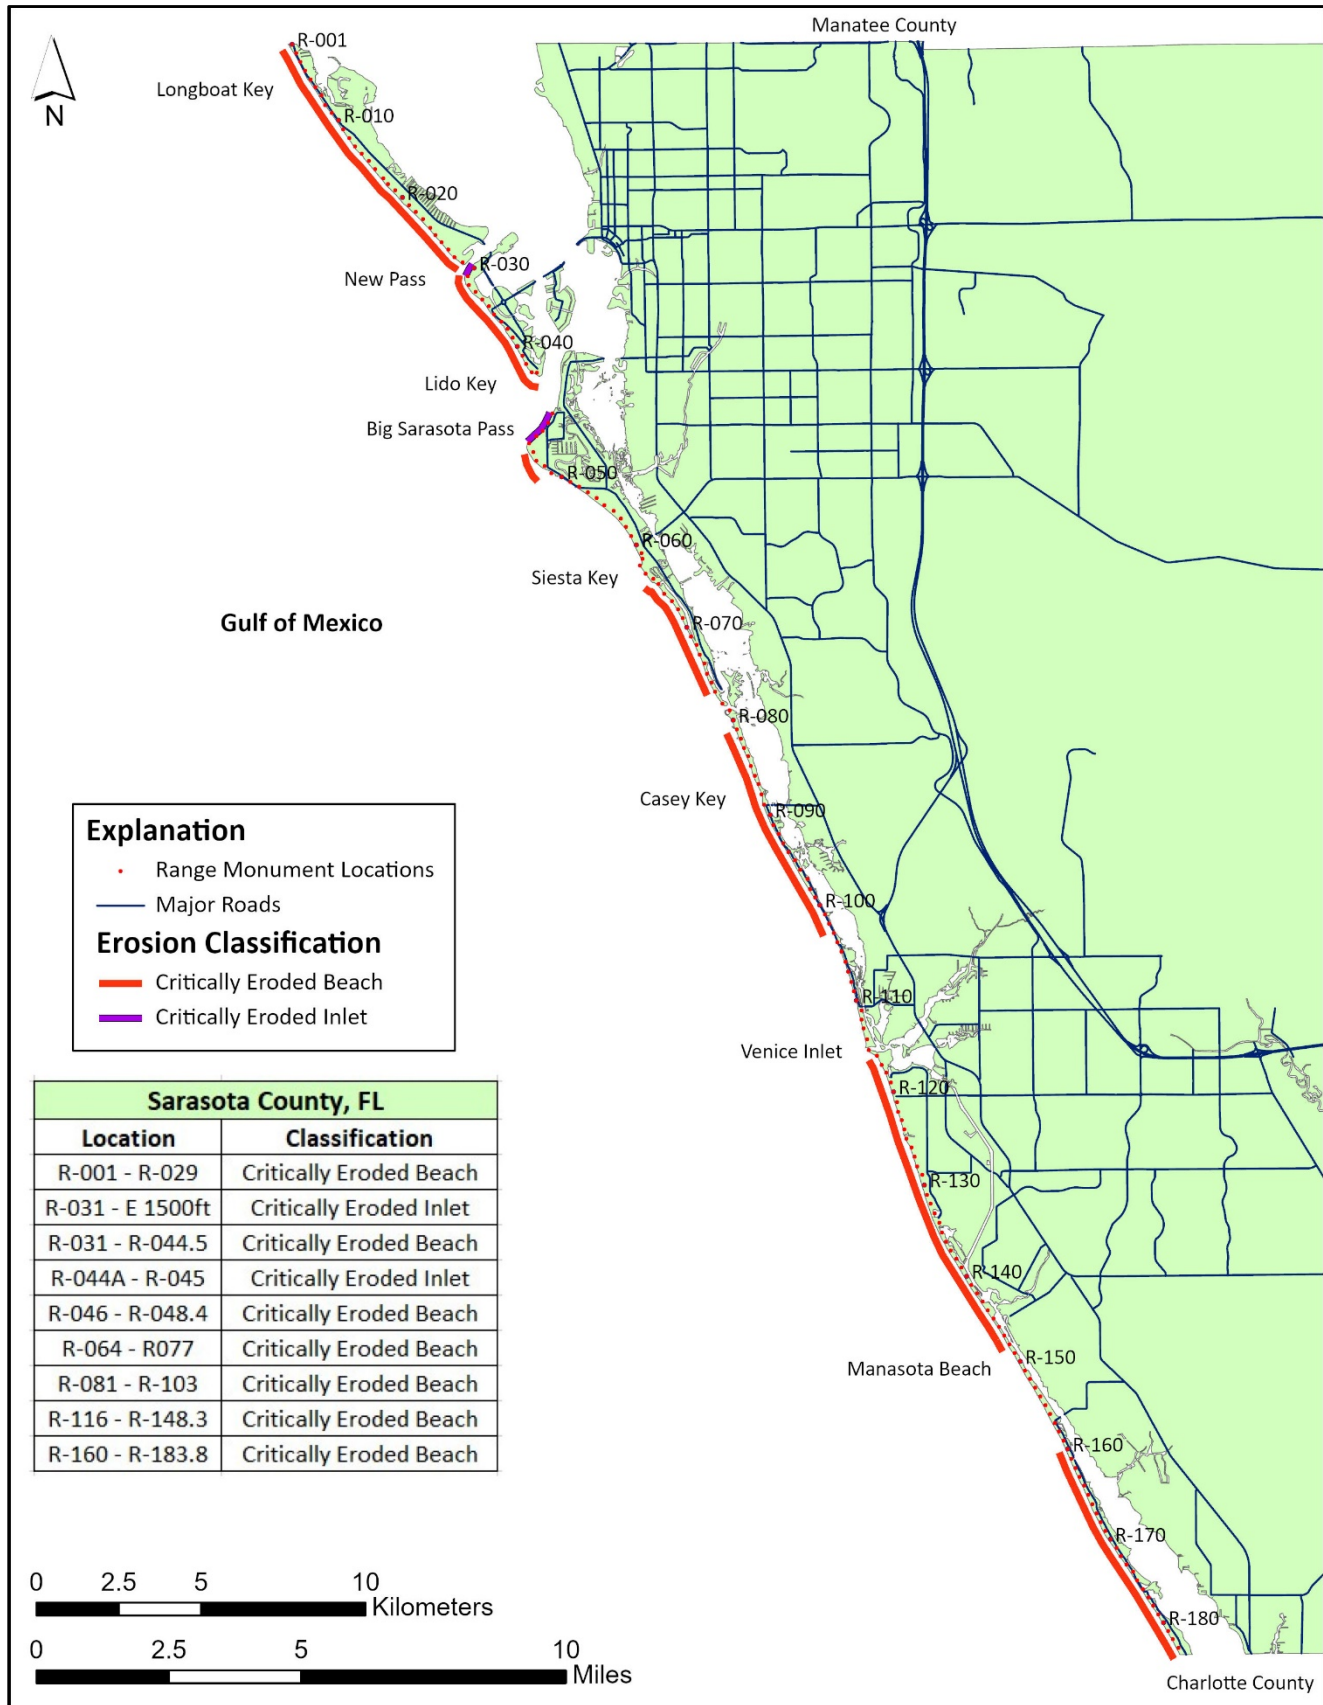 Manatee County
R-001
N
Longboat Key
R-010
R-020
R-030
New Pass
R-040
Lido Key
Big Sarasota Pass
R-050
R-060
Siesta Key
Gulf of Mexico
R-070
R-080
Casey Key
R-090
Explanation
Range Monument Locations
Major Roads
Erosion Classification
Critically Eroded Beach
Critically Eroded Inlet
R-100
R-110
Venice Inlet
R-120
R-130
R-140
Manasota Beach
R-150
R-160
R-170
R-180
Charlotte County
Sarasota County, FL
Location Classification
R-001 - R-029 Critically Eroded Beach
R-031 - E 1500ft Critically Eroded Inlet
R-031 - R-044.5 Critically Eroded Beach
R-044A - R-045 Critically Eroded Inlet
R-046 - R-048.4 Critically Eroded Beach
R-064 - R077 Critically Eroded Beach
R-081 - R-103 Critically Eroded Beach
R-116 - R-148.3 Critically Eroded Beach
R-160 - R-183.8 Critically Eroded Beach
0 2.5 5 10
Kilometers
0 2.5 5 10
Miles